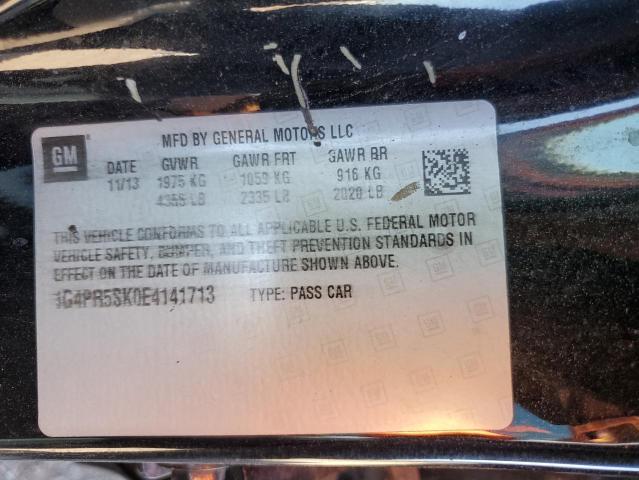 GM
MFD BY GENERAL MOTORS LLC
DATE GVWR GAWR FRT GAWR RR
11/13 1975 KG 1059 KG 916 KG
4355 LB 2335 LB 2020 LB
THIS VEHICLE CONFORMS TO ALL APPLICABLE U.S. FEDERAL MOTOR
VEHICLE SAFETY, BUMPER, AND THEFT PREVENTION STANDARDS IN
EFFECT ON THE DATE OF MANUFACTURE SHOWN ABOVE.
1G4PR5SK0E4141713 TYPE: PASS CAR